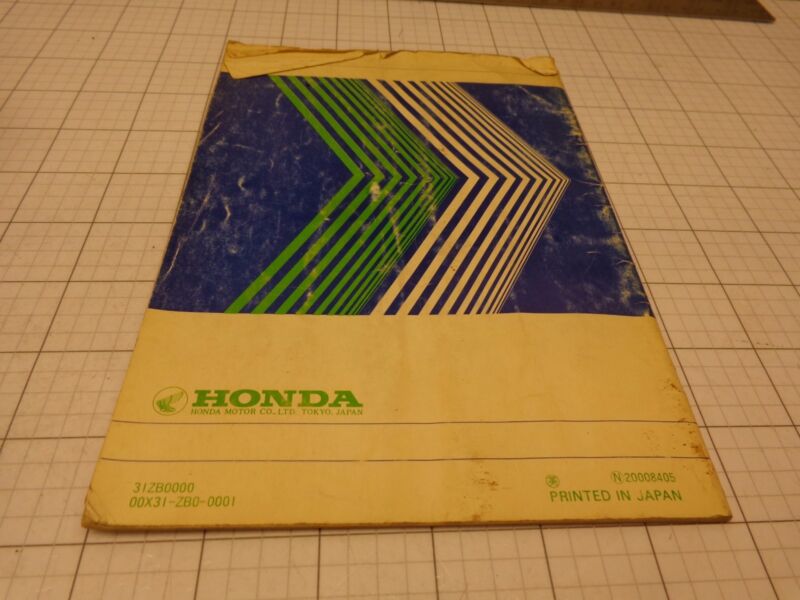 HONDA
HONDA MOTOR CO., LTD. TOKYO, JAPAN
31ZB0000
00X31-ZB0-0001
Ⓝ20008405
PRINTED IN JAPAN